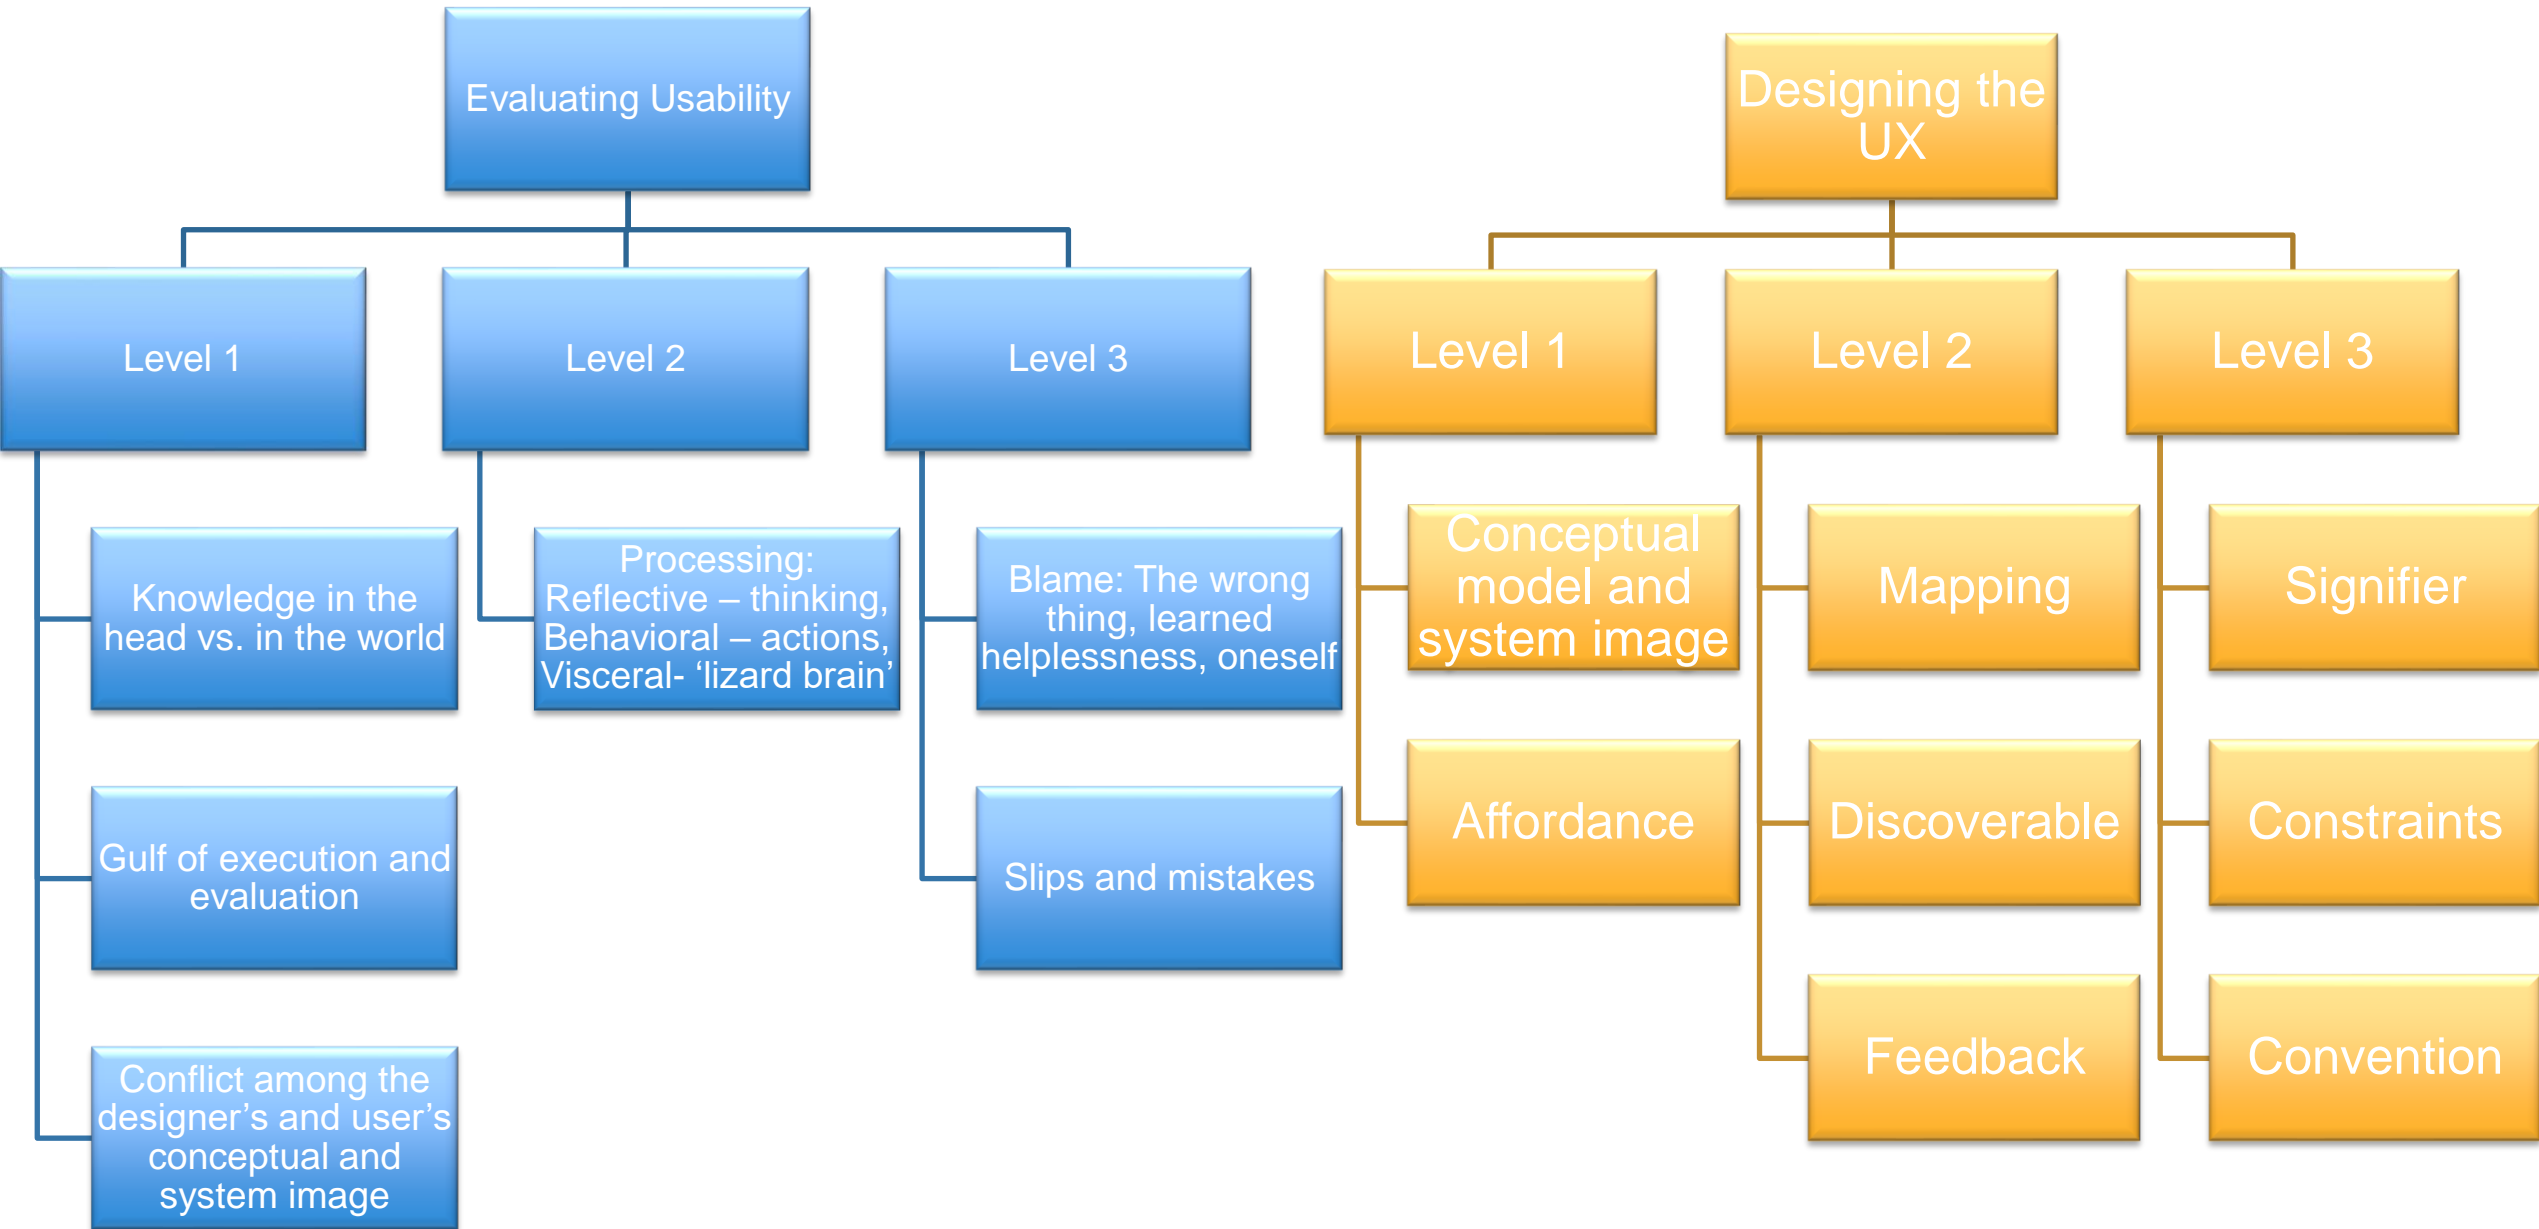 Evaluating Usability
Level 1
Knowledge in the
head vs. in the world
Gulf of execution and
evaluation
Conflict among the
designer’s and user’s
conceptual and
system image
Level 2
Processing:
Reflective – thinking,
Behavioral – actions,
Visceral- ‘lizard brain’
Level 3
Blame: The wrong
thing, learned
helplessness, oneself
Slips and mistakes
Designing the
UX
Level 1
Conceptual
model and
system image
Affordance
Level 2
Mapping
Discoverable
Feedback
Level 3
Signifier
Constraints
Convention